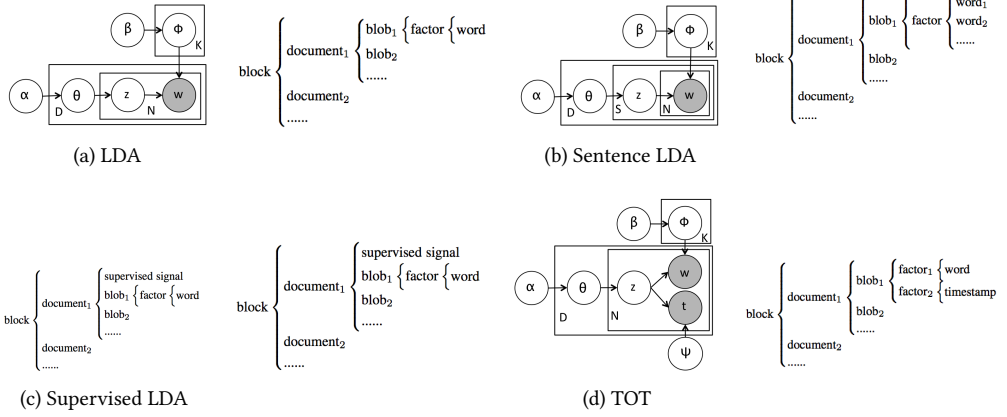 β
Φ
K
α
θ
z
w
D
N
block
document₁
blob₁
factor
word
blob₂
......
document₂
......
(a) LDA
β
Φ
K
α
θ
z
w
D
S
N
block
document₁
blob₁
factor
word₁
word₂
......
blob₂
......
document₂
......
(b) Sentence LDA
block
document₁
supervised signal
blob₁
factor
word
blob₂
......
document₂
......
block
document₁
supervised signal
blob₁
factor
word
blob₂
......
document₂
......
(c) Supervised LDA
β
Φ
K
α
θ
z
w
t
D
N
Ψ
block
document₁
blob₁
factor₁
word
factor₂
timestamp
blob₂
......
document₂
......
(d) TOT